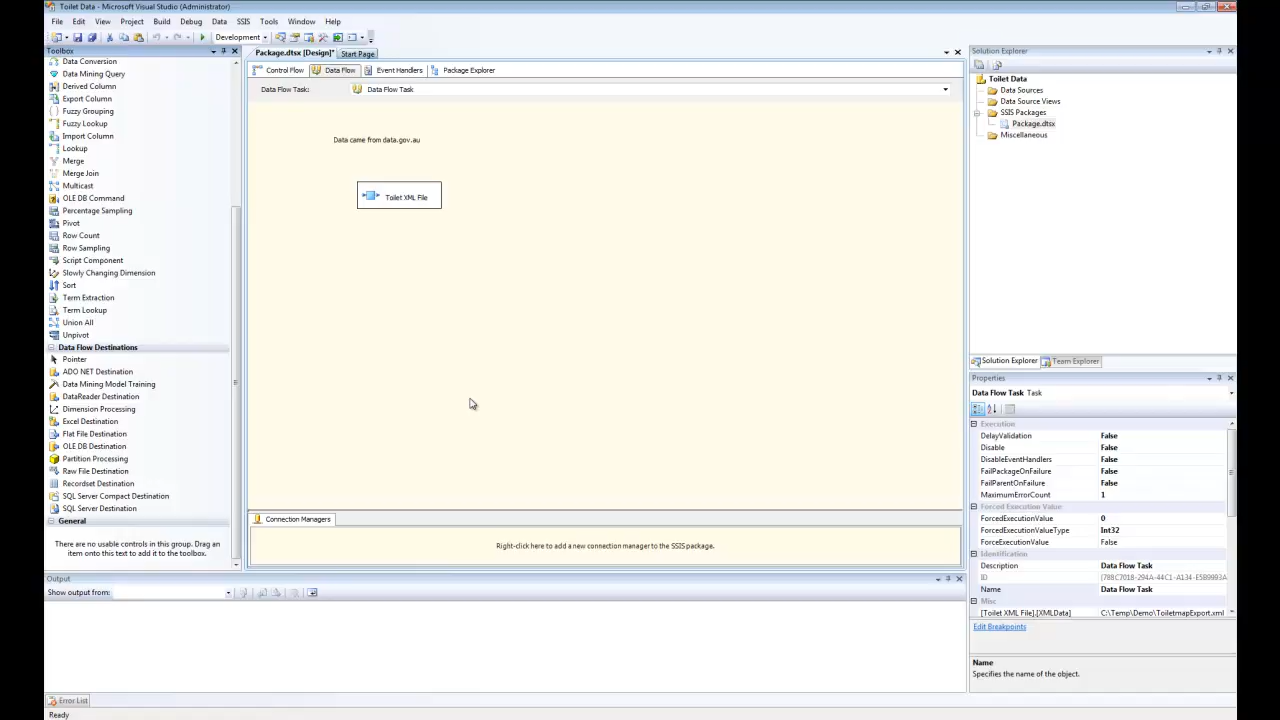 Toilet Data - Microsoft Visual Studio (Administrator)
File Edit View Project Build Debug Data SSIS Tools Window Help
Development
Toolbox
Data Conversion
Data Mining Query
Derived Column
Export Column
Fuzzy Grouping
Fuzzy Lookup
Import Column
Lookup
Merge
Merge Join
Multicast
OLE DB Command
Percentage Sampling
Pivot
Row Count
Row Sampling
Script Component
Slowly Changing Dimension
Sort
Term Extraction
Term Lookup
Union All
Unpivot
Data Flow Destinations
Pointer
ADO NET Destination
Data Mining Model Training
DataReader Destination
Dimension Processing
Excel Destination
Flat File Destination
OLE DB Destination
Partition Processing
Raw File Destination
Recordset Destination
SQL Server Compact Destination
SQL Server Destination
General
There are no usable controls in this group. Drag an
item onto this text to add it to the toolbox.
Package.dtsx [Design]* Start Page
Control Flow Data Flow Event Handlers Package Explorer
Data Flow Task: Data Flow Task
Data came from data.gov.au
Toilet XML File
Connection Managers
Right-click here to add a new connection manager to the SSIS package.
Solution Explorer
Toilet Data
Data Sources
Data Source Views
SSIS Packages
Package.dtsx
Miscellaneous
Solution Explorer Team Explorer
Properties
Data Flow Task Task
Execution
DelayValidation False
Disable False
DisableEventHandlers False
FailPackageOnFailure False
FailParentOnFailure False
MaximumErrorCount 1
Forced Execution Value
ForcedExecutionValue 0
ForcedExecutionValueType Int32
ForceExecutionValue False
Identification
Description Data Flow Task
ID
Name Data Flow Task
Misc
[Toilet XML File].[XMLData] C:\Temp\Demo\ToiletmapExport.xml
Edit Breakpoints
Name
Specifies the name of the object.
Output
Show output from:
Error List
Ready